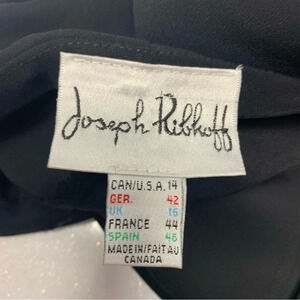 Joseph Ribkoff
CAN/U.S.A. 14
GER. 42
UK 16
FRANCE 44
SPAIN 46
MADE IN/FAIT AU
CANADA